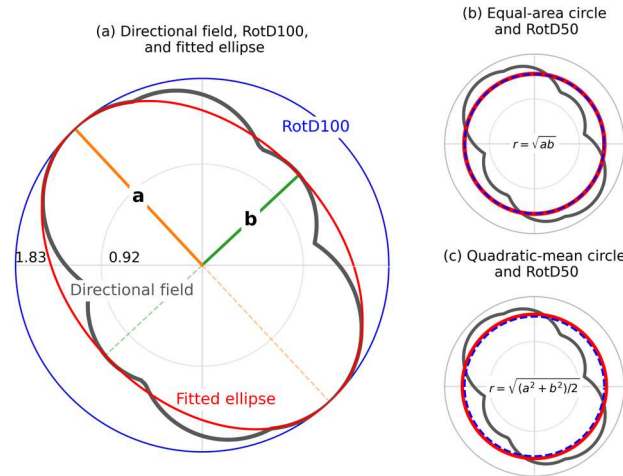 (a) Directional field, RotD100,
and fitted ellipse
RotD100
a
b
1.83
0.92
Directional field
Fitted ellipse
(b) Equal-area circle
and RotD50
r = √ab
(c) Quadratic-mean circle
and RotD50
r = √(a² + b²)/2